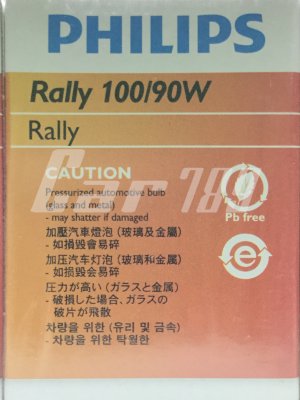 PHILIPS
Rally 100/90W
Rally
CAUTION
Pressurized automotive bulb
(glass and metal)
- may shatter if damaged
Pb free
加壓汽車燈泡（玻璃及金屬）
- 如損毀會易碎
加压汽车灯泡（玻璃和金属）
- 如损毁会易碎
圧力が高い（ガラスと金属）
- 破損した場合、ガラスの
破片が飛散
차량을 위한 (유리 및 금속)
- 차량을 위한 탁월한
e